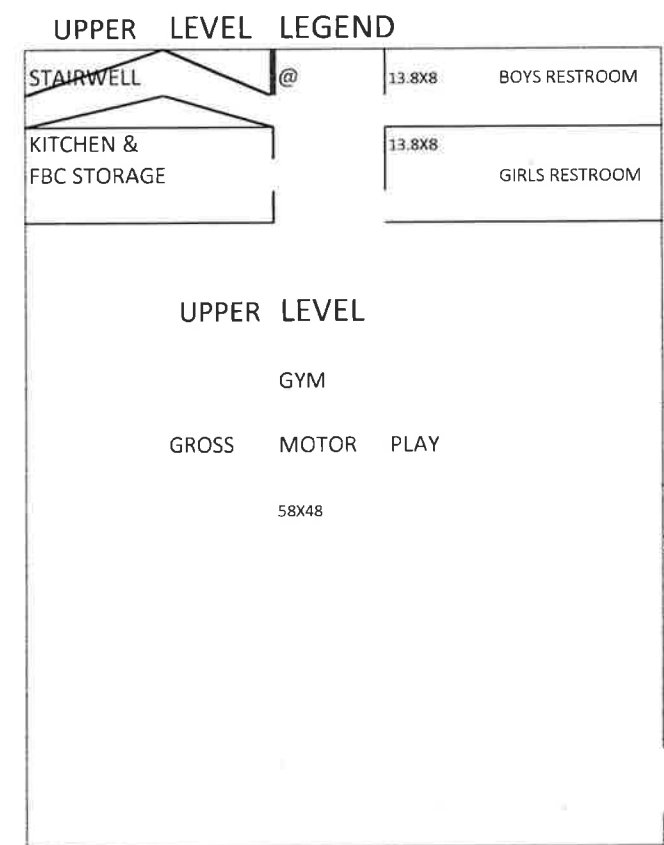 UPPER LEVEL LEGEND
STAIRWELL @ 13.8X8 BOYS RESTROOM
KITCHEN & 13.8X8
FBC STORAGE GIRLS RESTROOM
UPPER LEVEL
GYM
GROSS MOTOR PLAY
58X48